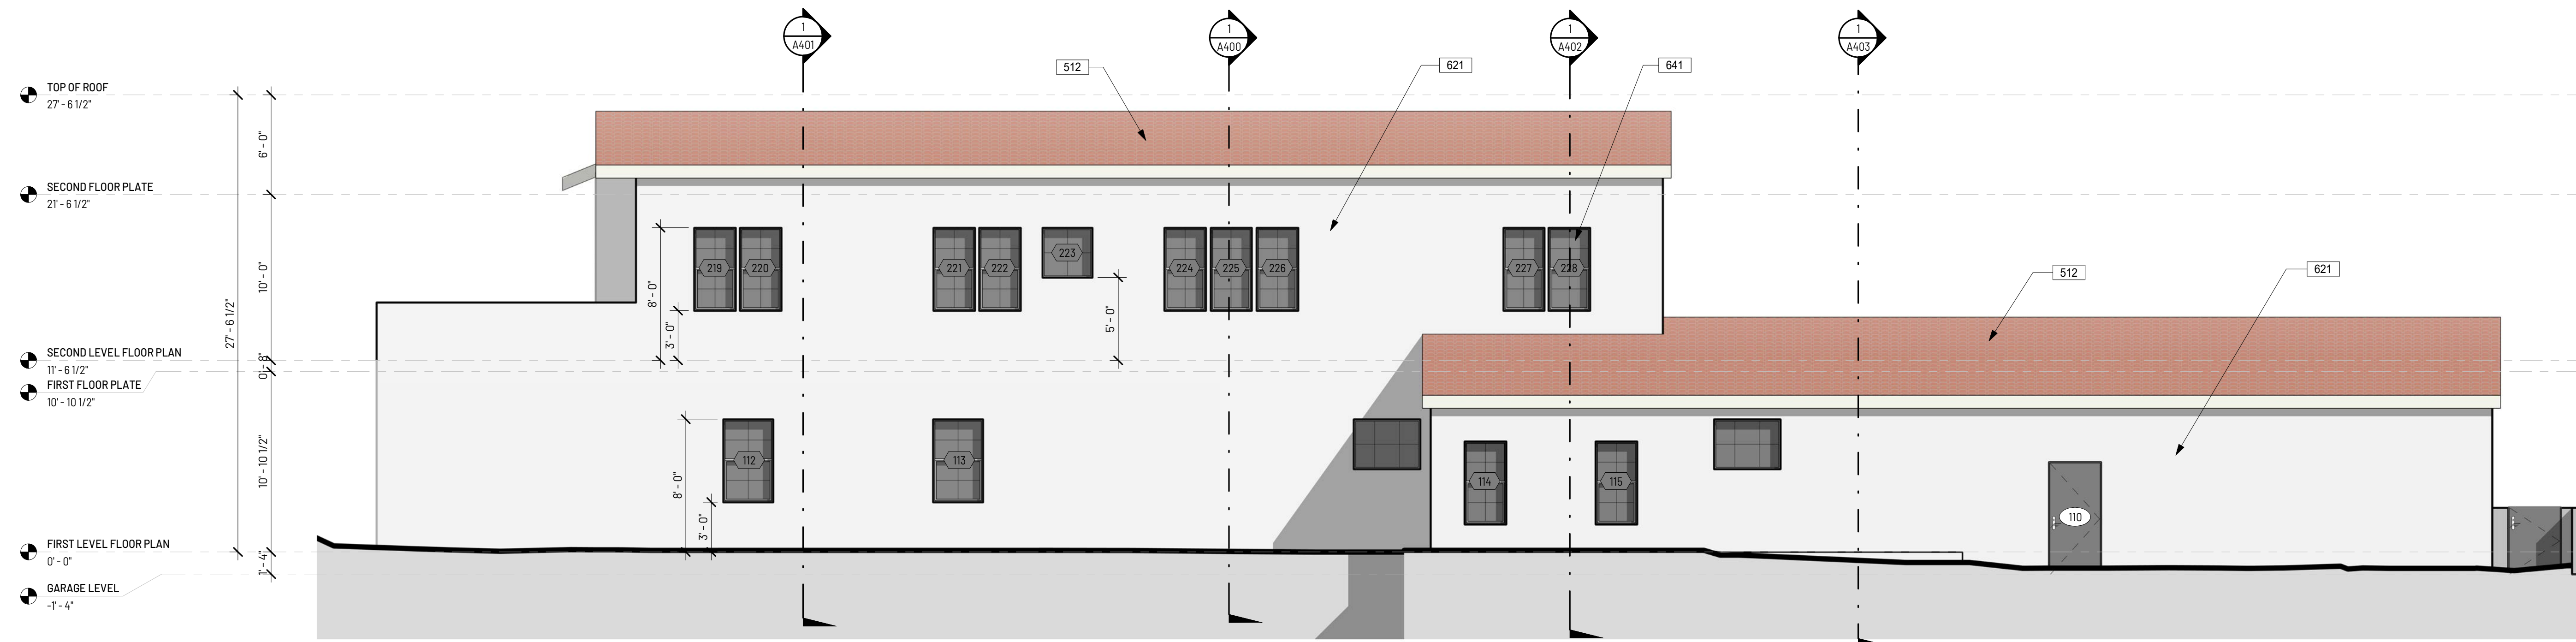 1
A401
1
A400
1
A402
1
A403
512
621
641
TOP OF ROOF
27' - 6 1/2"
6' - 0"
SECOND FLOOR PLATE
21' - 6 1/2"
10' - 0"
27' - 6 1/2"
219
220
221
222
223
224
225
226
227
228
8' - 0"
3' - 0"
5' - 0"
512
621
SECOND LEVEL FLOOR PLAN
11' - 6 1/2"
0' - 8"
FIRST FLOOR PLATE
10' - 10 1/2"
10' - 10 1/2"
8' - 0"
3' - 0"
112
113
114
115
110
FIRST LEVEL FLOOR PLAN
0' - 0"
1' - 4"
GARAGE LEVEL
-1' - 4"